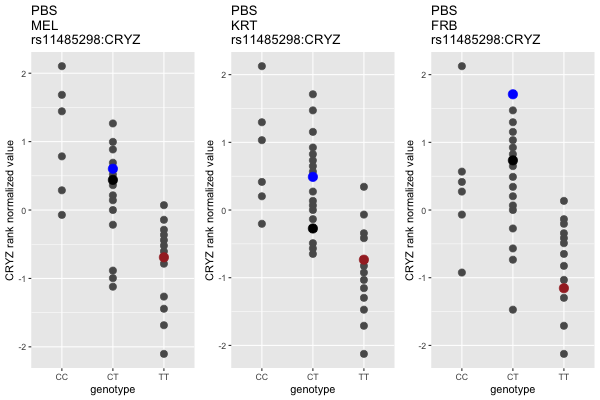 PBS
MEL
rs11485298:CRYZ
CRYZ rank normalized value
2
1
0
-1
-2
CC
CT
TT
genotype
PBS
KRT
rs11485298:CRYZ
CRYZ rank normalized value
2
1
0
-1
-2
CC
CT
TT
genotype
PBS
FRB
rs11485298:CRYZ
CRYZ rank normalized value
2
1
0
-1
-2
CC
CT
TT
genotype